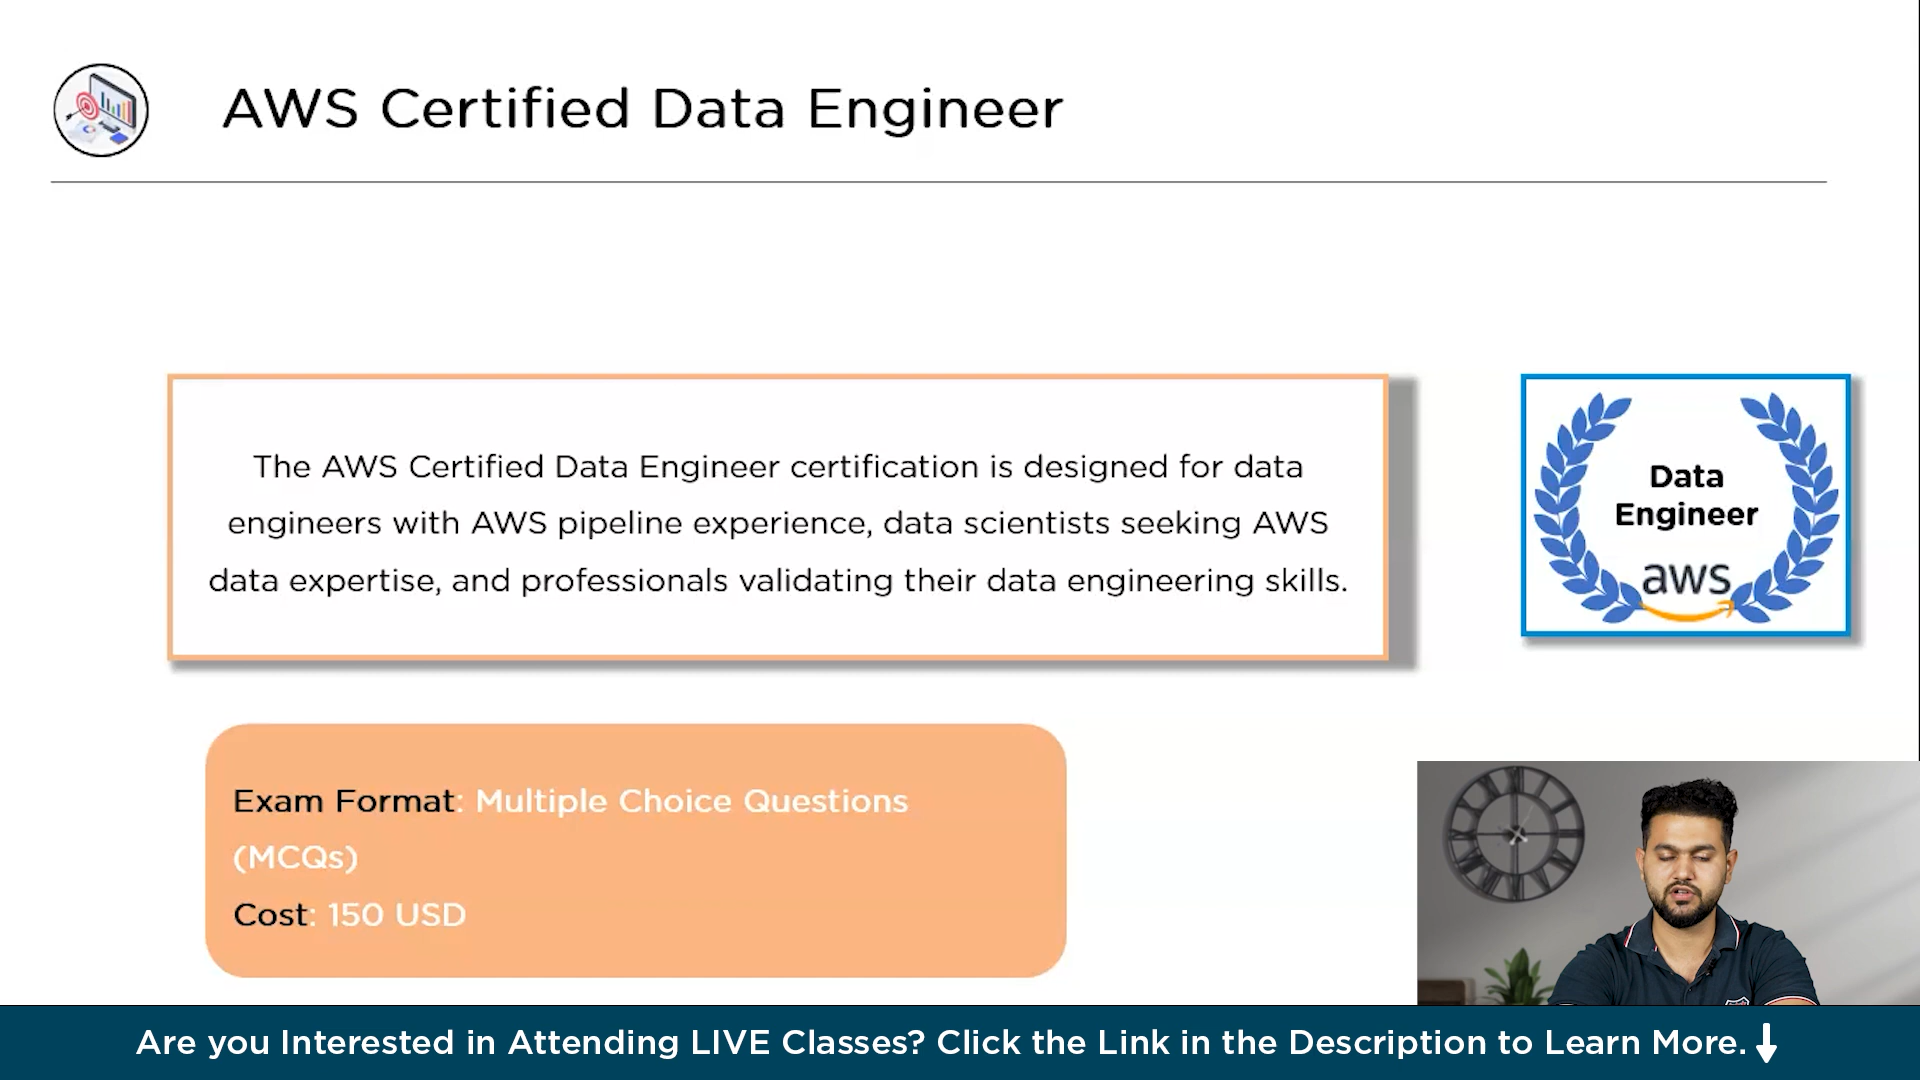 AWS Certified Data Engineer
The AWS Certified Data Engineer certification is designed for data
engineers with AWS pipeline experience, data scientists seeking AWS
data expertise, and professionals validating their data engineering skills.
Data
Engineer
aws
Exam Format: Multiple Choice Questions
(MCQs)
Cost: 150 USD
Are you Interested in Attending LIVE Classes? Click the Link in the Description to Learn More.